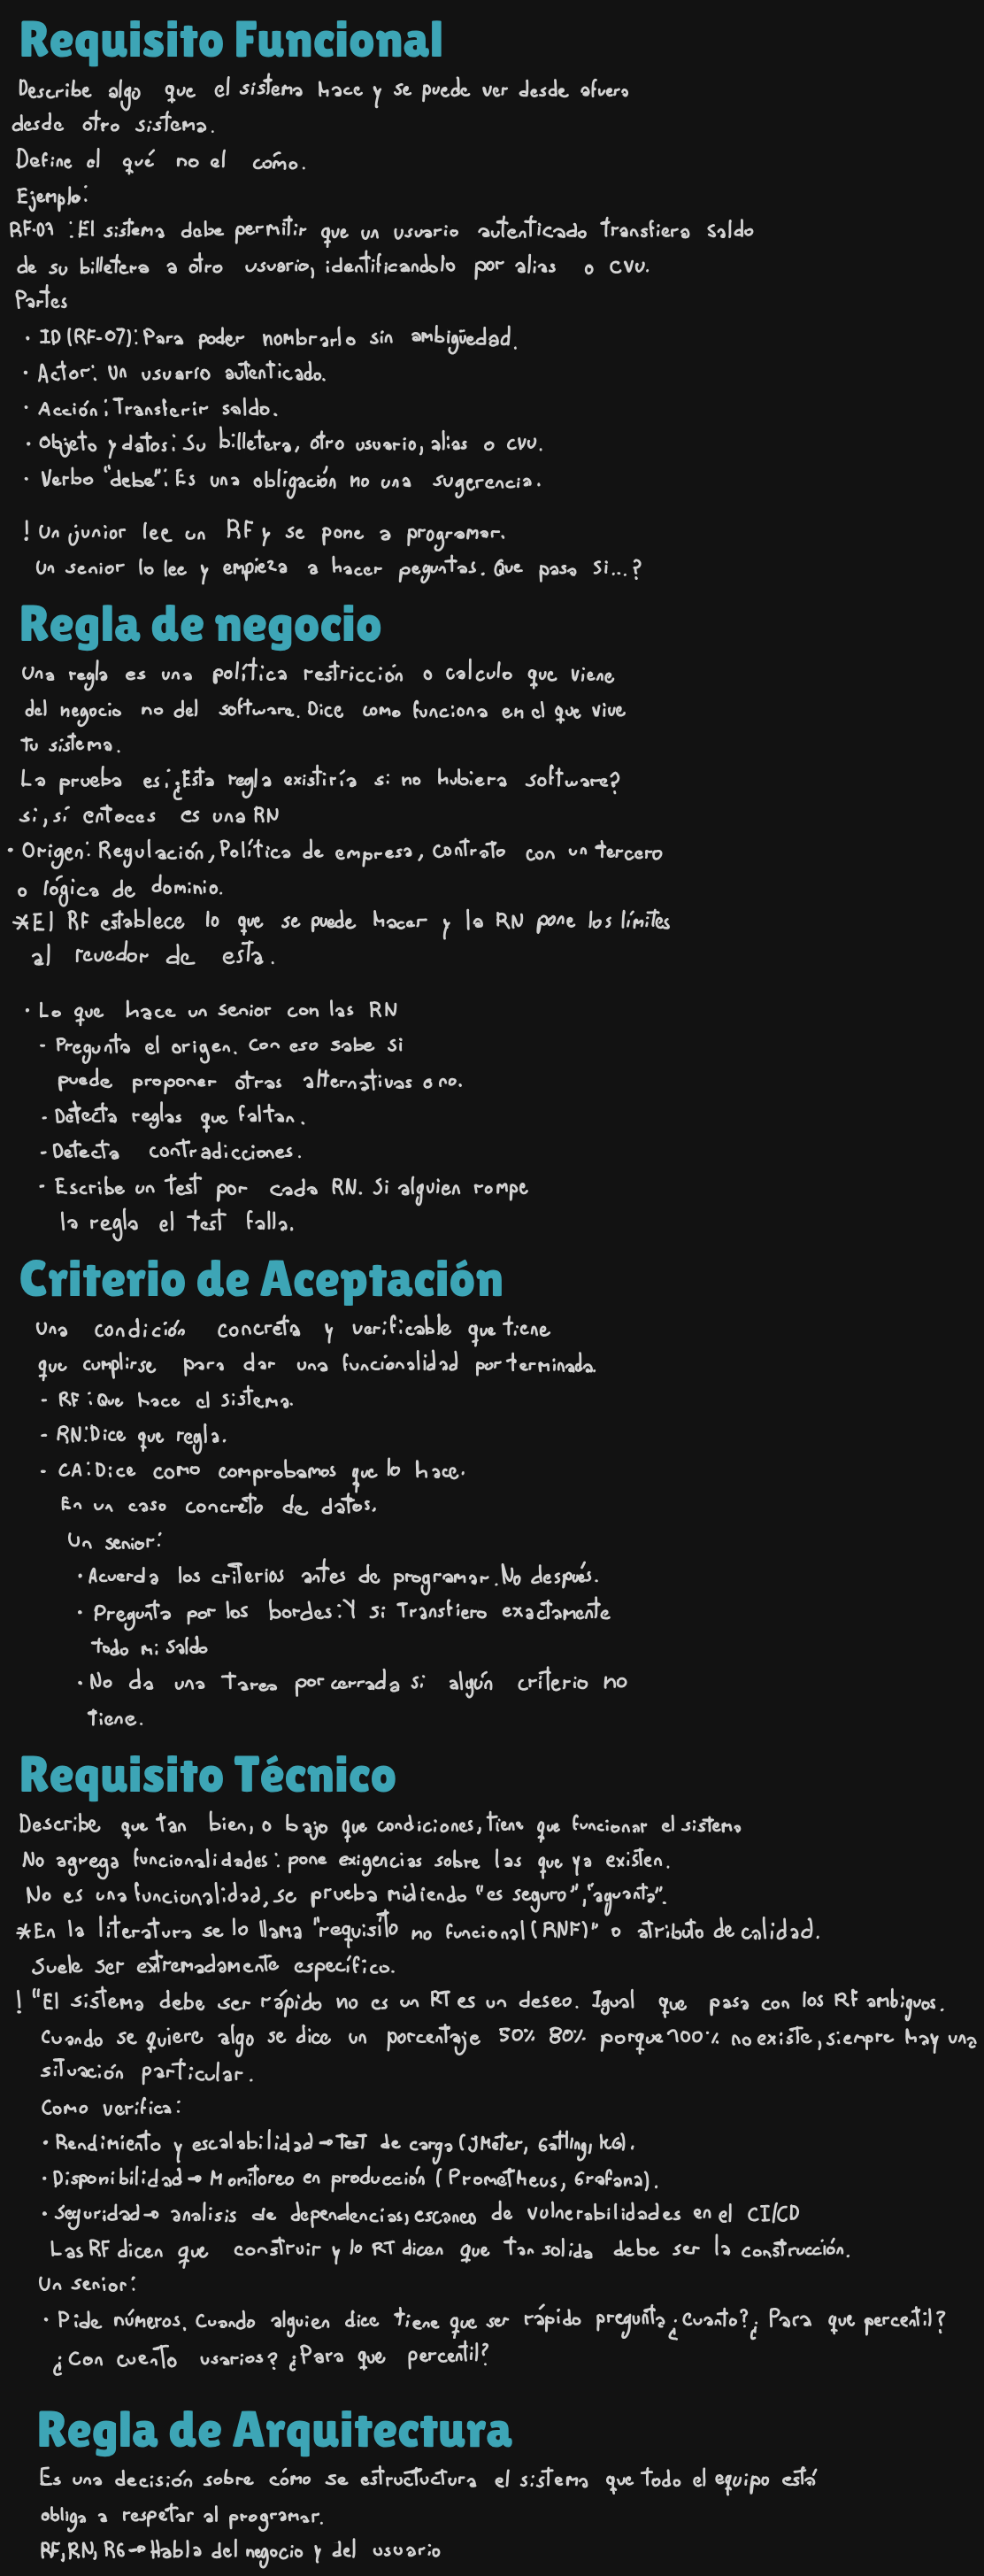 Requisito Funcional
Describe algo que el sistema hace y se puede ver desde afuera
desde otro sistema.
Define el qué no el cómo.
Ejemplo:
RF-07 : El sistema debe permitir que un usuario autenticado transfiera saldo
de su billetera a otro usuario, identificandolo por alias o CVU.
Partes
· ID (RF-07): Para poder nombrarlo sin ambigüedad.
· Actor: Un usuario autenticado.
· Acción: Transferir saldo.
· Objeto y datos: Su billetera, otro usuario, alias o CVU.
· Verbo "debe": Es una obligación no una sugerencia.
! Un junior lee un RF y se pone a programar.
Un senior lo lee y empieza a hacer peguntas. Que pasa si...?
Regla de negocio
Una regla es una política restricción o calculo que viene
del negocio no del software. Dice como funciona en el que vive
tu sistema.
La prueba es: ¿Esta regla existiría si no hubiera software?
si, sí entoces es una RN
· Origen: Regulación, Política de empresa, contrato con un tercero
o lógica de dominio.
*El RF establece lo que se puede hacer y la RN pone los límites
al reuedor de esta.
· Lo que hace un senior con las RN
- Pregunta el origen. Con eso sabe si
puede proponer otras alternativas o no.
- Detecta reglas que faltan.
- Detecta contradicciones.
- Escribe un test por cada RN. Si alguien rompe
la regla el test falla.
Criterio de Aceptación
Una condición concreta y verificable que tiene
que cumplirse para dar una funcionalidad por terminada.
- RF: Que hace el sistema.
- RN: Dice que regla.
- CA: Dice como comprobamos que lo hace.
En un caso concreto de datos.
Un senior:
· Acuerda los criterios antes de programar. No después.
· Pregunta por los bordes: Y si Transfiero exactamente
todo mi saldo
· No da una tarea por cerrada si algún criterio no
tiene.
Requisito Técnico
Describe que tan bien, o bajo que condiciones, tiene que funcionar el sistema
No agrega funcionalidades: pone exigencias sobre las que ya existen.
No es una funcionalidad, se prueba midiendo "es seguro", "aguanta".
*En la literatura se lo llama "requisito no funcional (RNF)" o atributo de calidad.
Suele ser extremadamente específico.
! "El sistema debe ser rápido no es un RT es un deseo. Igual que pasa con los RF ambiguos.
Cuando se quiere algo se dice un porcentaje 50% 80% porque 100% no existe, siempre hay una
situación particular.
Como verifica:
· Rendimiento y escalabilidad → Test de carga (JMeter, Gatling, K6).
· Disponibilidad → Monitoreo en producción (Prometheus, Grafana).
· Seguridad → analisis de dependencias, escaneo de vulnerabilidades en el CI/CD
Las RF dicen que construir y lo RT dicen que tan solida debe ser la construcción.
Un senior:
· Pide números. Cuando alguien dice tiene que ser rápido pregunta ¿cuanto? ¿Para que percentil?
¿Con cuento usarios? ¿Para que percentil?
Regla de Arquitectura
Es una decisión sobre cómo se estructuctura el sistema que todo el equipo está
obliga a respetar al programar.
RF, RN, RG → Habla del negocio y del usuario